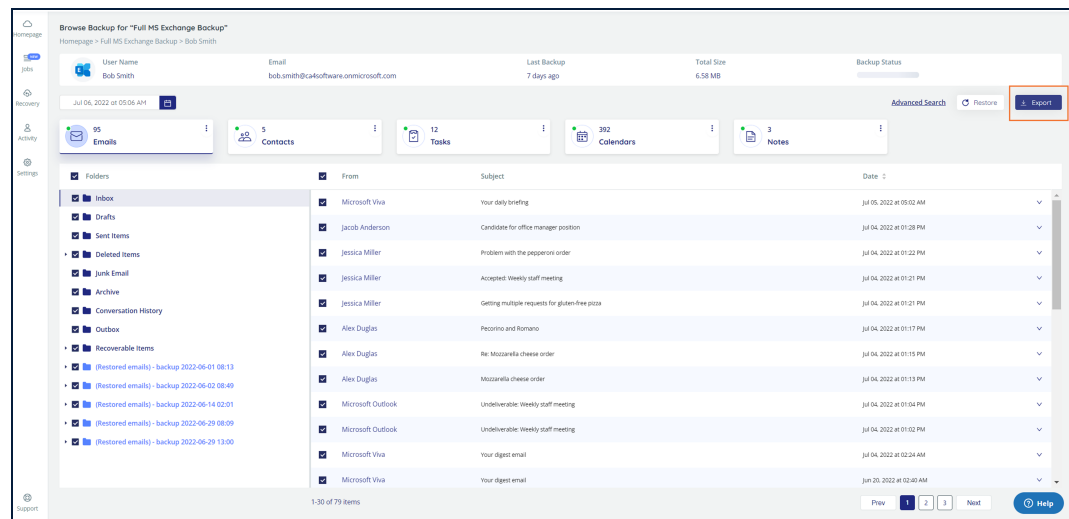 Homepage
NEW
Jobs
Recovery
Activity
Settings
Support
Browse Backup for "Full MS Exchange Backup"
Homepage > Full MS Exchange Backup > Bob Smith
User Name Email Last Backup Total Size Backup Status
Bob Smith bob.smith@ca4software.onmicrosoft.com 7 days ago 6.58 MB
Jul 06, 2022 at 05:06 AM Advanced Search Restore Export
95 5 12 392 3
Emails Contacts Tasks Calendars Notes
Folders From Subject Date
Inbox
Drafts
Sent Items
Deleted Items
Junk Email
Archive
Conversation History
Outbox
Recoverable Items
(Restored emails) - backup 2022-06-01 08:13
(Restored emails) - backup 2022-06-02 08:49
(Restored emails) - backup 2022-06-14 02:01
(Restored emails) - backup 2022-06-29 08:09
(Restored emails) - backup 2022-06-29 13:00
Microsoft Viva Your daily briefing Jul 05, 2022 at 05:02 AM
Jacob Anderson Candidate for office manager position Jul 04, 2022 at 01:28 PM
Jessica Miller Problem with the pepperoni order Jul 04, 2022 at 01:22 PM
Jessica Miller Accepted: Weekly staff meeting Jul 04, 2022 at 01:21 PM
Jessica Miller Getting multiple requests for gluten-free pizza Jul 04, 2022 at 01:21 PM
Alex Duglas Pecorino and Romano Jul 04, 2022 at 01:17 PM
Alex Duglas Re: Mozzarella cheese order Jul 04, 2022 at 01:15 PM
Alex Duglas Mozzarella cheese order Jul 04, 2022 at 01:13 PM
Microsoft Outlook Undeliverable: Weekly staff meeting Jul 04, 2022 at 01:04 PM
Microsoft Outlook Undeliverable: Weekly staff meeting Jul 04, 2022 at 01:02 PM
Microsoft Viva Your digest email Jul 04, 2022 at 02:24 AM
Microsoft Viva Your digest email Jun 20, 2022 at 02:40 AM
1-30 of 79 items Prev 1 2 3 Next
Help